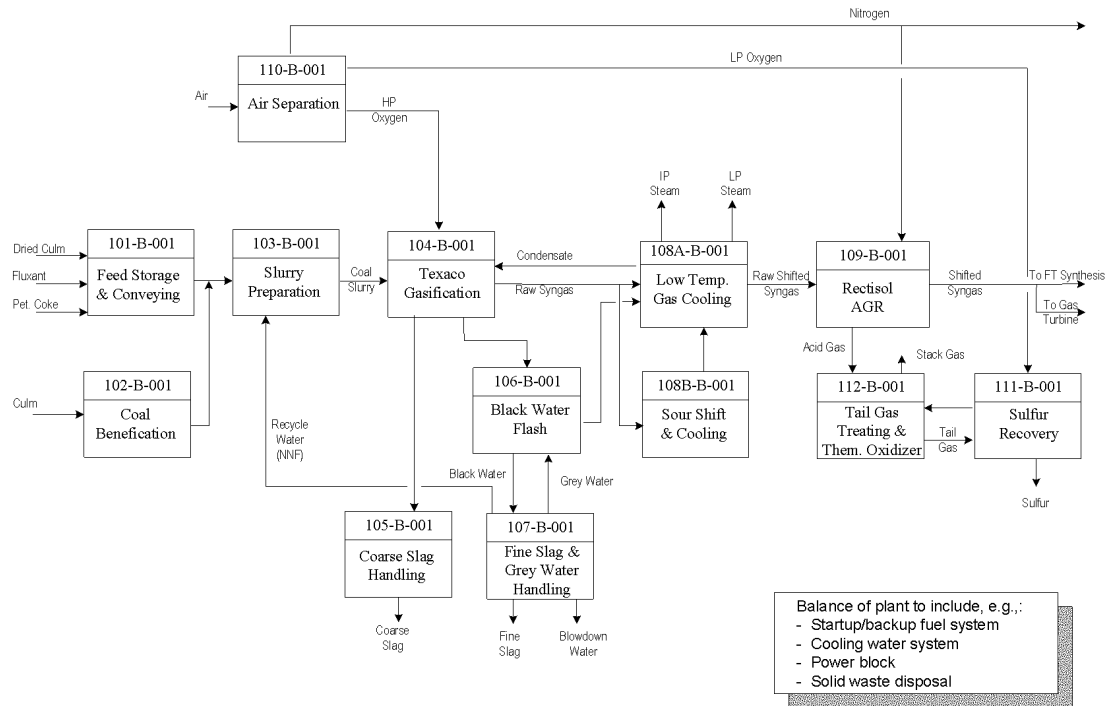 Nitrogen
110-B-001
LP Oxygen
Air Separation
Air
HP
Oxygen
IP
Steam
LP
Steam
101-B-001
103-B-001
104-B-001
108A-B-001
109-B-001
Dried Culm
Fluxant
Pet. Coke
Feed Storage
& Conveying
Slurry
Preparation
Coal
Slurry
Texaco
Gasification
Condensate
Raw Syngas
Low Temp.
Gas Cooling
Raw Shifted
Syngas
Rectisol
AGR
Shifted
Syngas
To FT Synthesis
To Gas
Turbine
Acid Gas
Stack Gas
102-B-001
Culm
Coal
Benefication
106-B-001
Black Water
Flash
108B-B-001
Sour Shift
& Cooling
112-B-001
Tail Gas
Treating &
Them. Oxidizer
Tail
Gas
111-B-001
Sulfur
Recovery
Recycle
Water
(NNF)
Black Water
Grey Water
Sulfur
105-B-001
Coarse Slag
Handling
107-B-001
Fine Slag &
Grey Water
Handling
Coarse
Slag
Fine
Slag
Blowdown
Water
Balance of plant to include, e.g.,:
- Startup/backup fuel system
- Cooling water system
- Power block
- Solid waste disposal